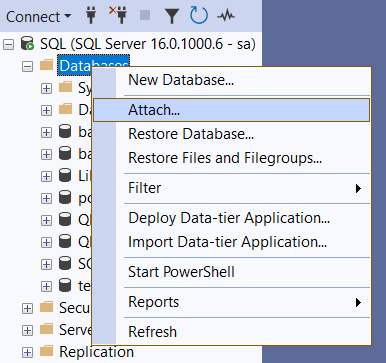 Connect
SQL (SQL Server 16.0.1000.6 - sa)
Databases
New Database...
Attach...
Restore Database...
Restore Files and Filegroups...
Filter
Deploy Data-tier Application...
Import Data-tier Application...
Start PowerShell
Reports
Refresh
Sy
Da
ba
ba
Lil
po
SC
te
Secu
Serve
Replication